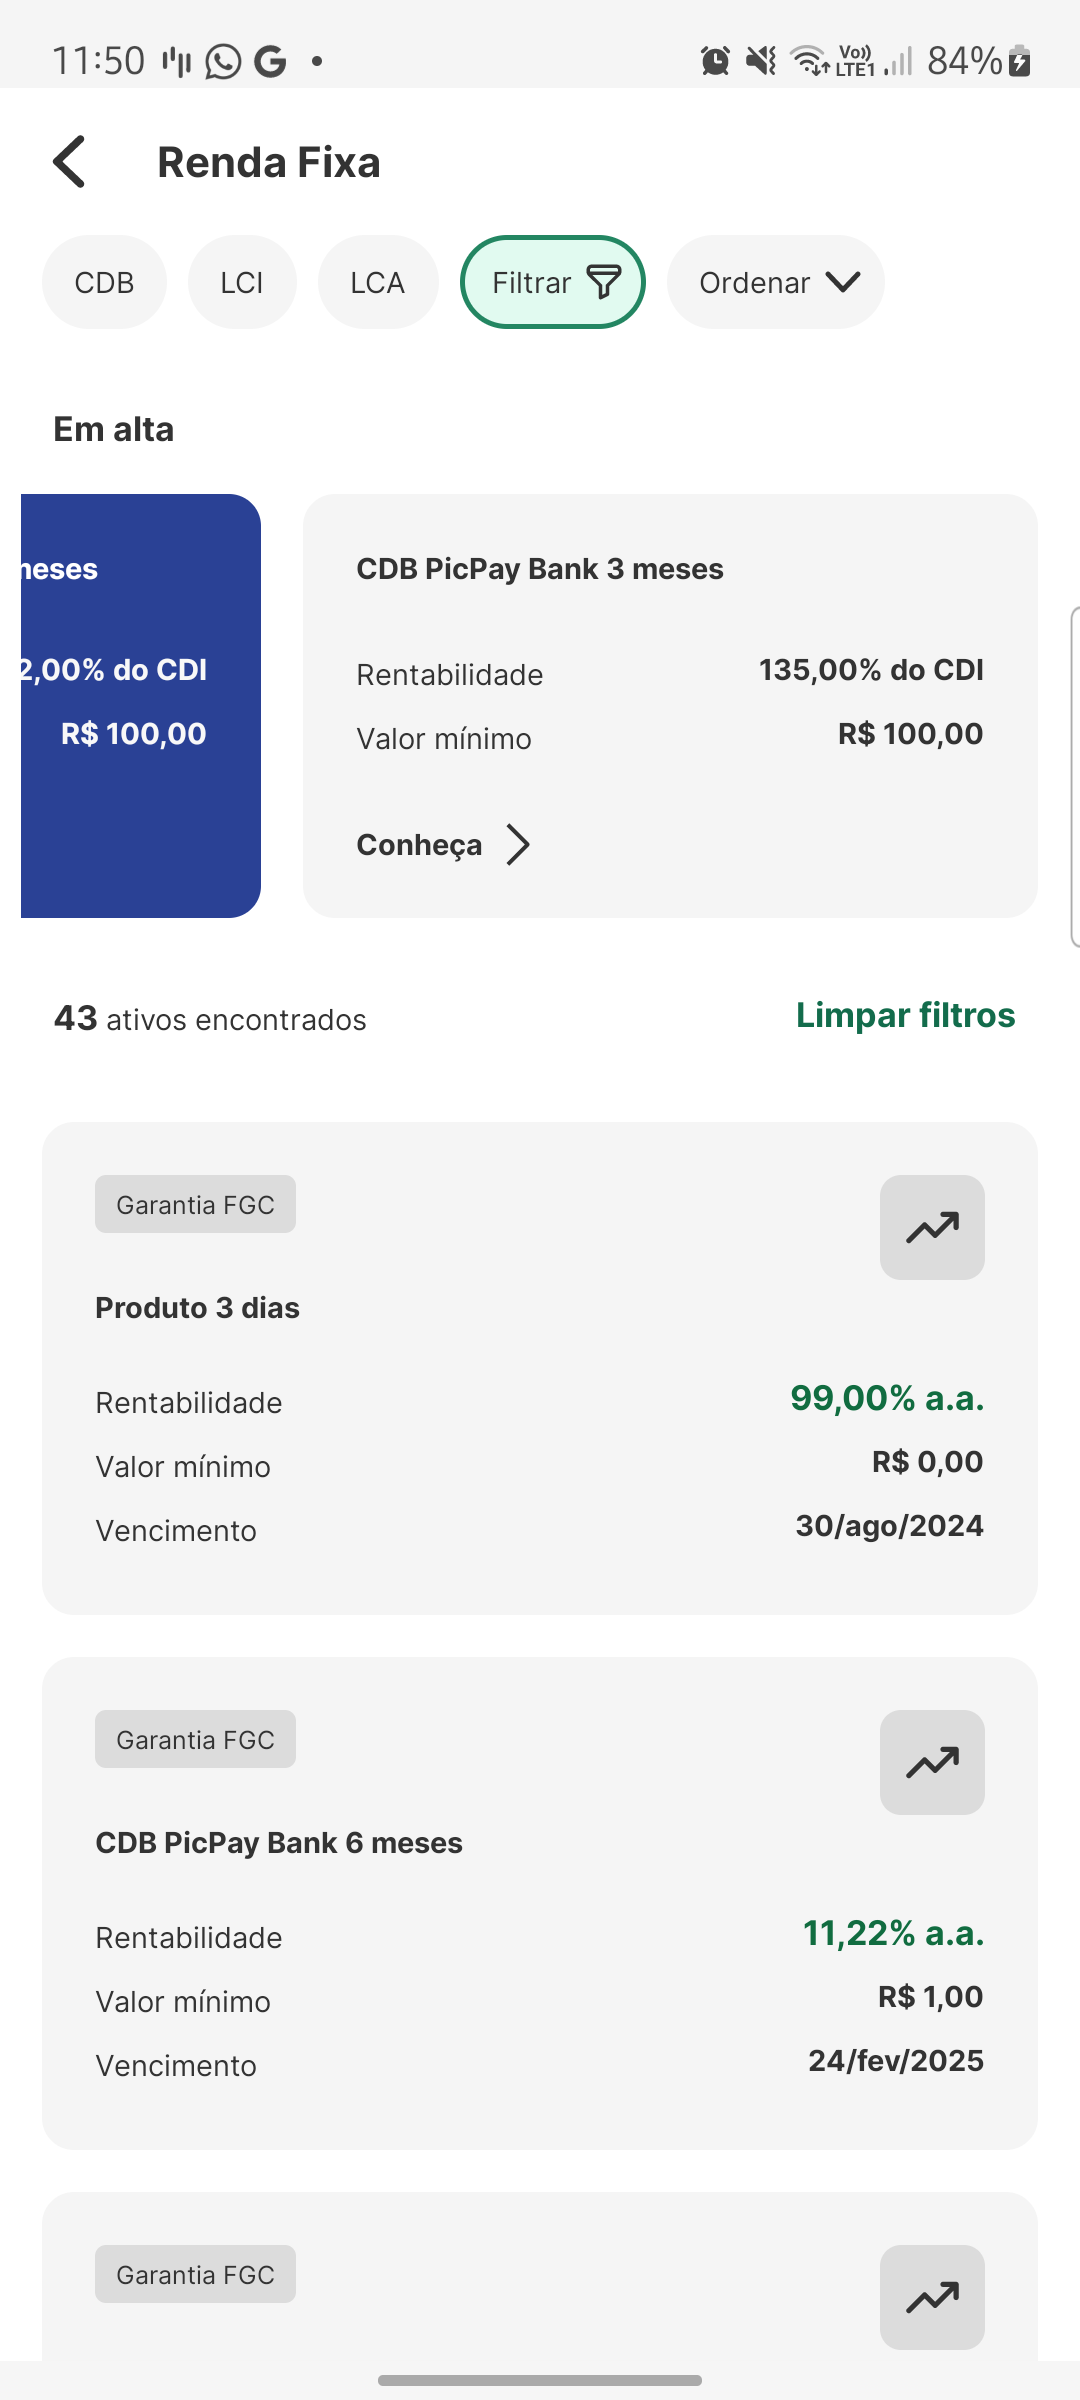 11:50
Vo)) LTE1 84%
Renda Fixa
CDB LCI LCA Filtrar Ordenar
Em alta
meses
2,00% do CDI
R$ 100,00
CDB PicPay Bank 3 meses
Rentabilidade 135,00% do CDI
Valor mínimo R$ 100,00
Conheça
43 ativos encontrados Limpar filtros
Garantia FGC
Produto 3 dias
Rentabilidade 99,00% a.a.
Valor mínimo R$ 0,00
Vencimento 30/ago/2024
Garantia FGC
CDB PicPay Bank 6 meses
Rentabilidade 11,22% a.a.
Valor mínimo R$ 1,00
Vencimento 24/fev/2025
Garantia FGC